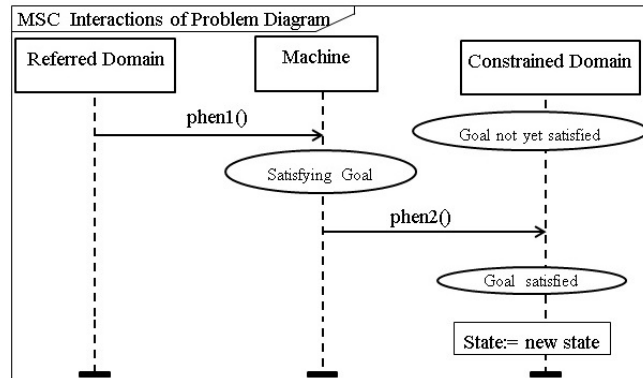 MSC Interactions of Problem Diagram
Referred Domain
Machine
Constrained Domain
phen1()
Goal not yet satisfied
Satisfying Goal
phen2()
Goal satisfied
State:= new state